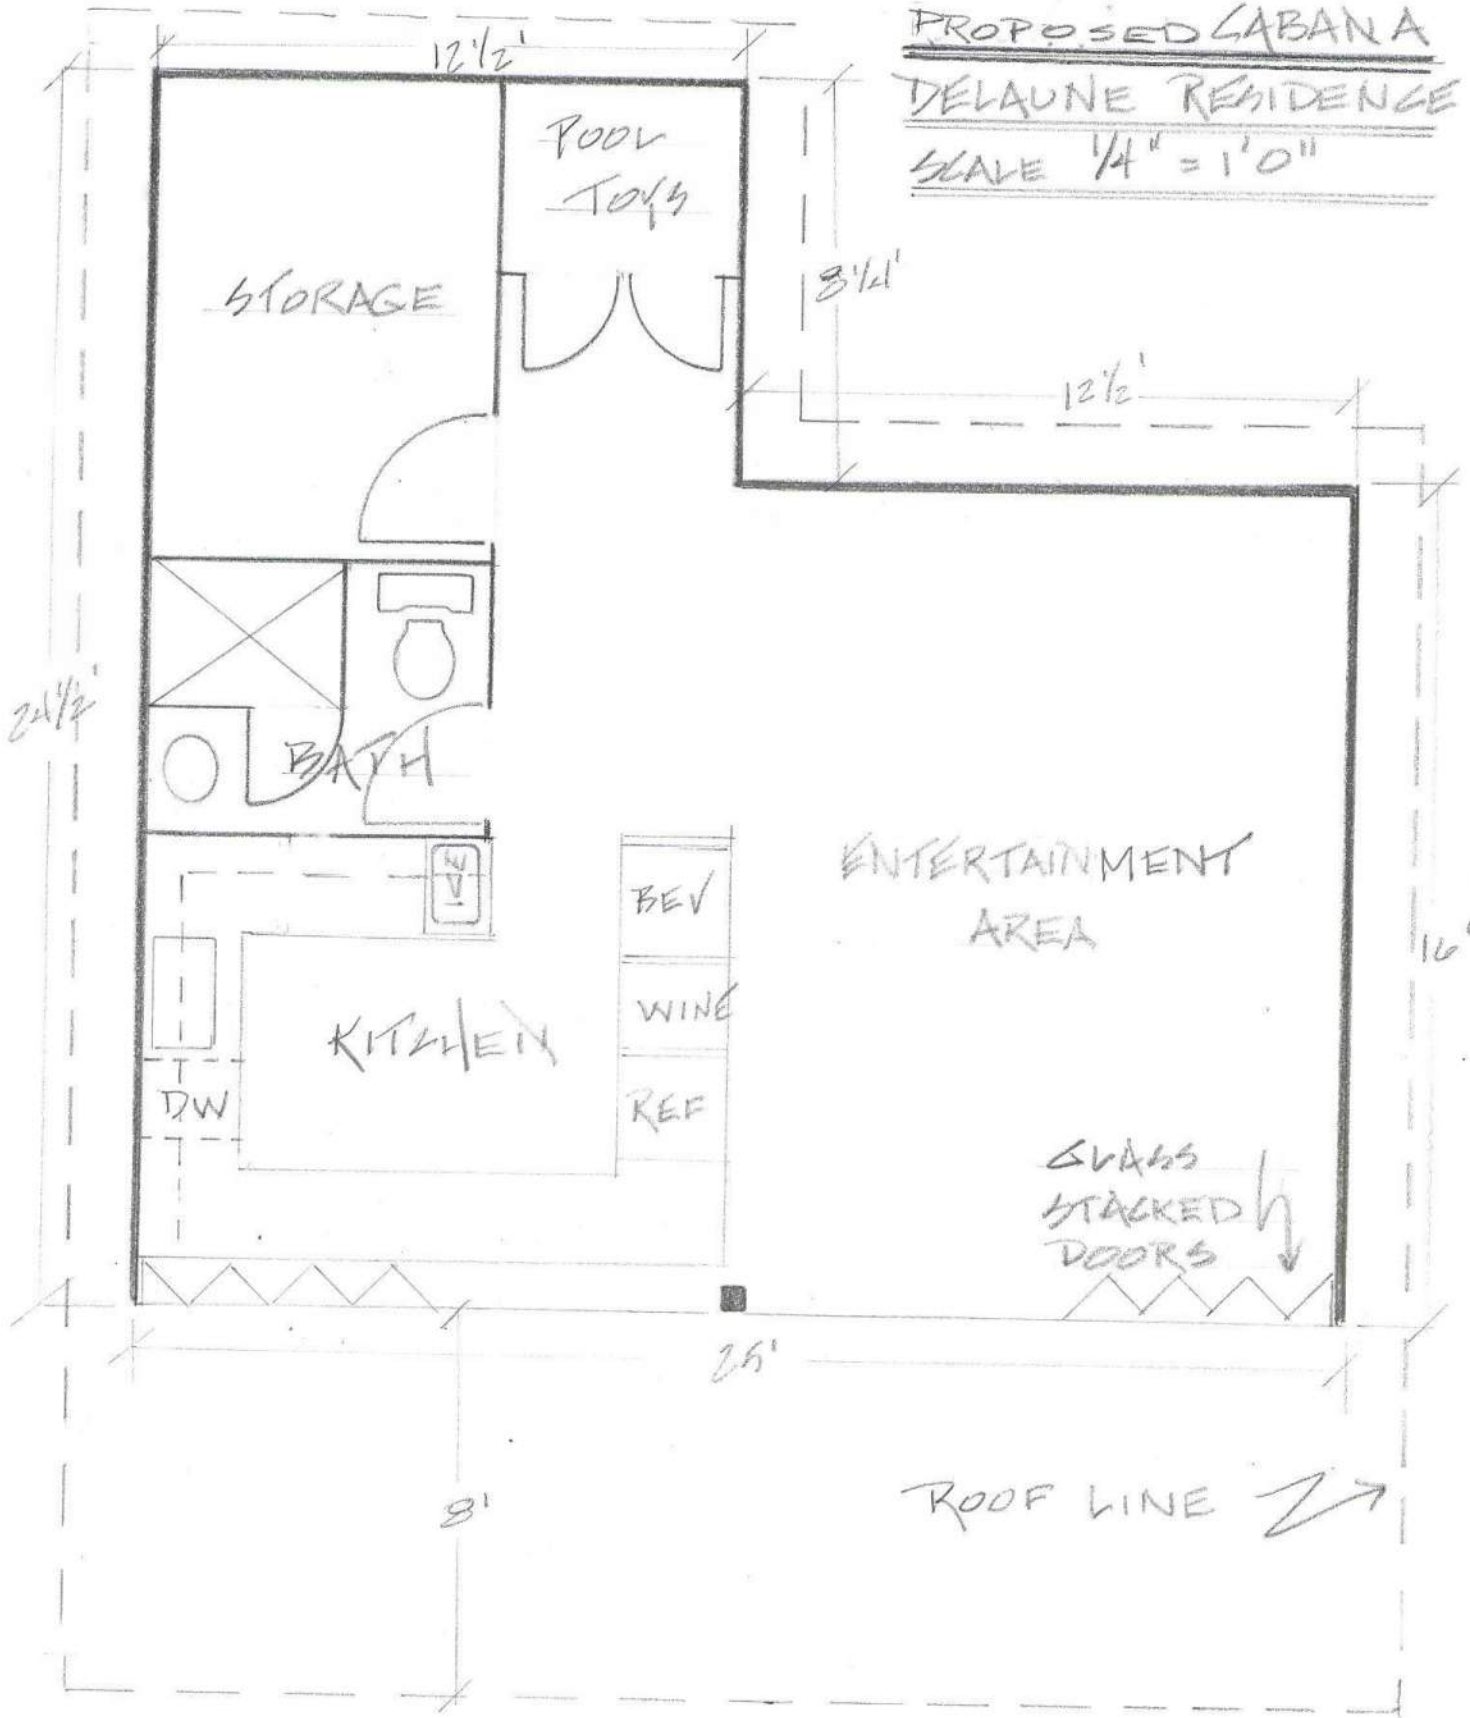 PROPOSED CABANA
DELAUNE RESIDENCE
SCALE 1/4" = 1'0"
12 1/2'
POOL
TOYS
STORAGE
8 1/4'
12 1/2'
24 1/2'
BATH
ICE
BEV
ENTERTAINMENT
AREA
16'
WINE
KITCHEN
REF
DW
GLASS
STACKED
DOORS
25'
8'
ROOF LINE